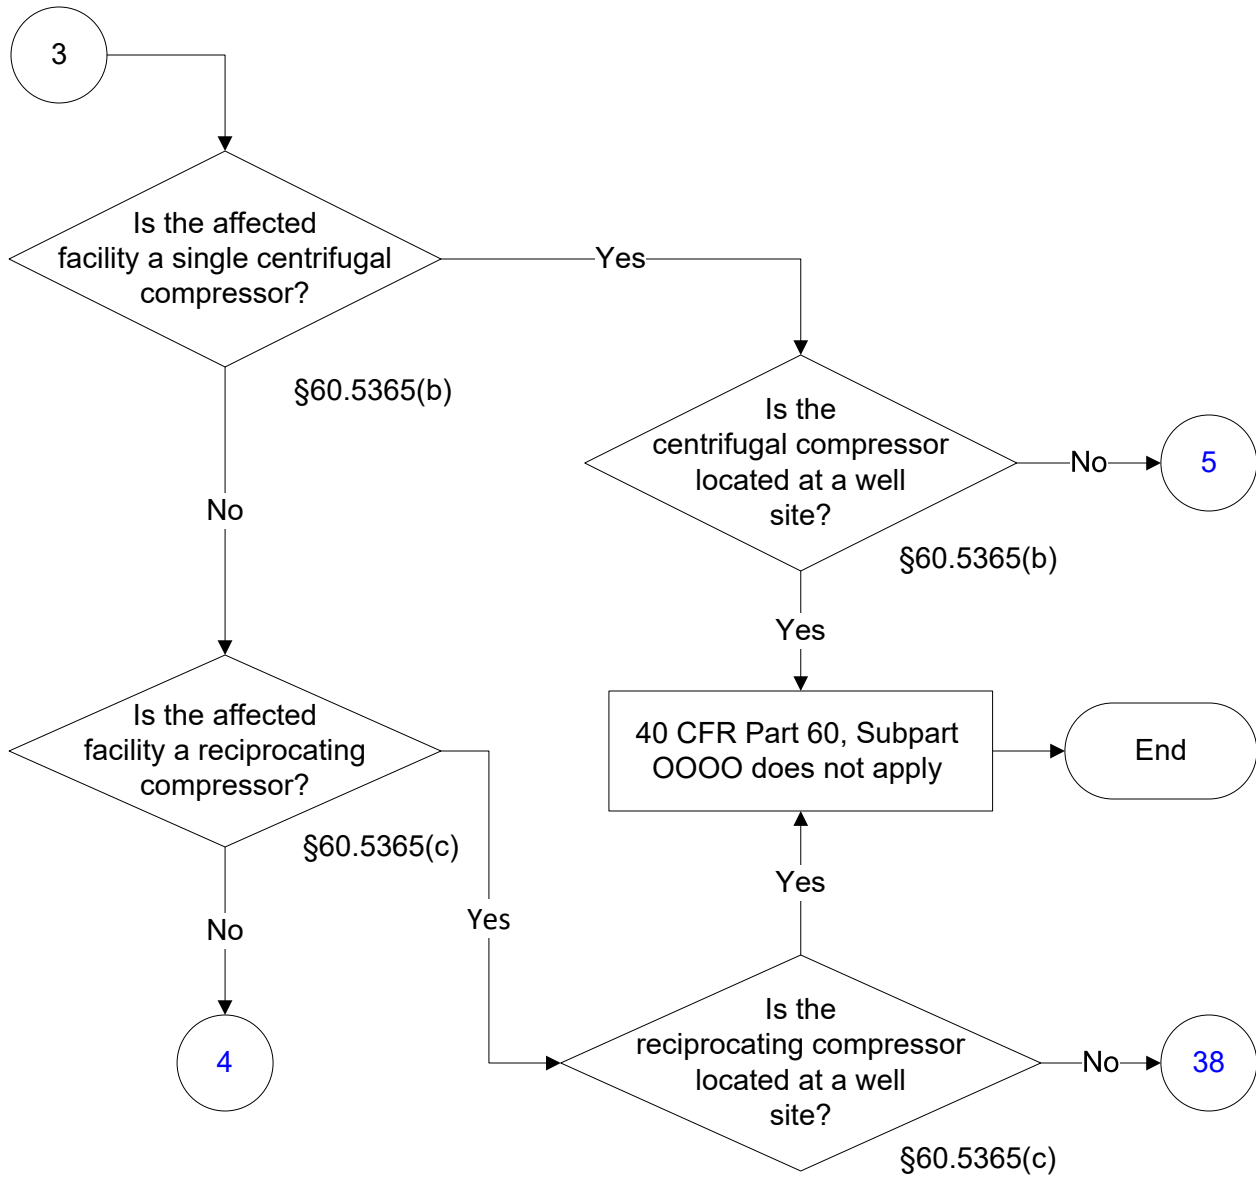 3
Is the affected
facility a single centrifugal
compressor?
Yes
§60.5365(b)
Is the
centrifugal compressor
located at a well
site?
No
5
§60.5365(b)
No
Yes
Is the affected
facility a reciprocating
compressor?
40 CFR Part 60, Subpart
OOOO does not apply
End
§60.5365(c)
Yes
Yes
No
Is the
reciprocating compressor
located at a well
site?
No
38
4
§60.5365(c)